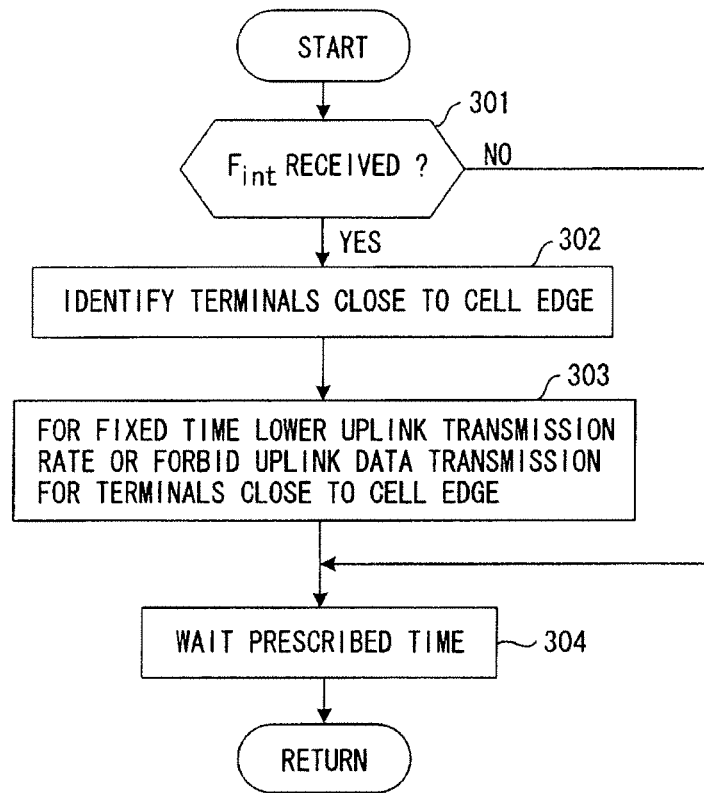 START
301
Fint RECEIVED ?
NO
YES
302
IDENTIFY TERMINALS CLOSE TO CELL EDGE
303
FOR FIXED TIME LOWER UPLINK TRANSMISSION
RATE OR FORBID UPLINK DATA TRANSMISSION
FOR TERMINALS CLOSE TO CELL EDGE
WAIT PRESCRIBED TIME
304
RETURN